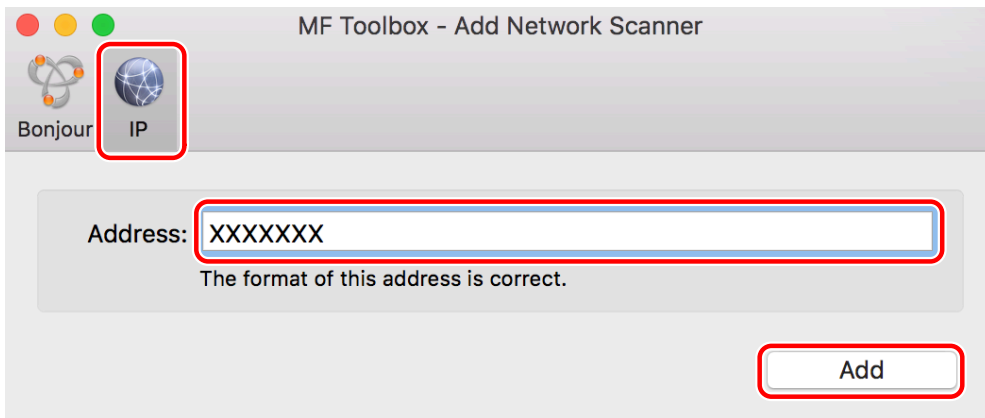 MF Toolbox - Add Network Scanner
Bonjour IP
Address: XXXXXXX
The format of this address is correct.
Add